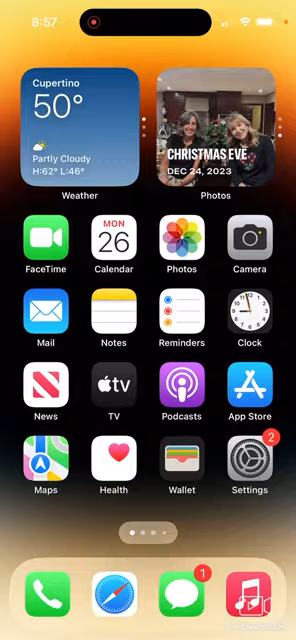 8:57
Cupertino
50°
Partly Cloudy
H:62° L:46°
CHRISTMAS EVE
DEC 24, 2023
Weather
Photos
MON
26
FaceTime
Calendar
Photos
Camera
Mail
Notes
Reminders
Clock
tv
News
TV
Podcasts
App Store
2
Maps
Health
Wallet
Settings
1